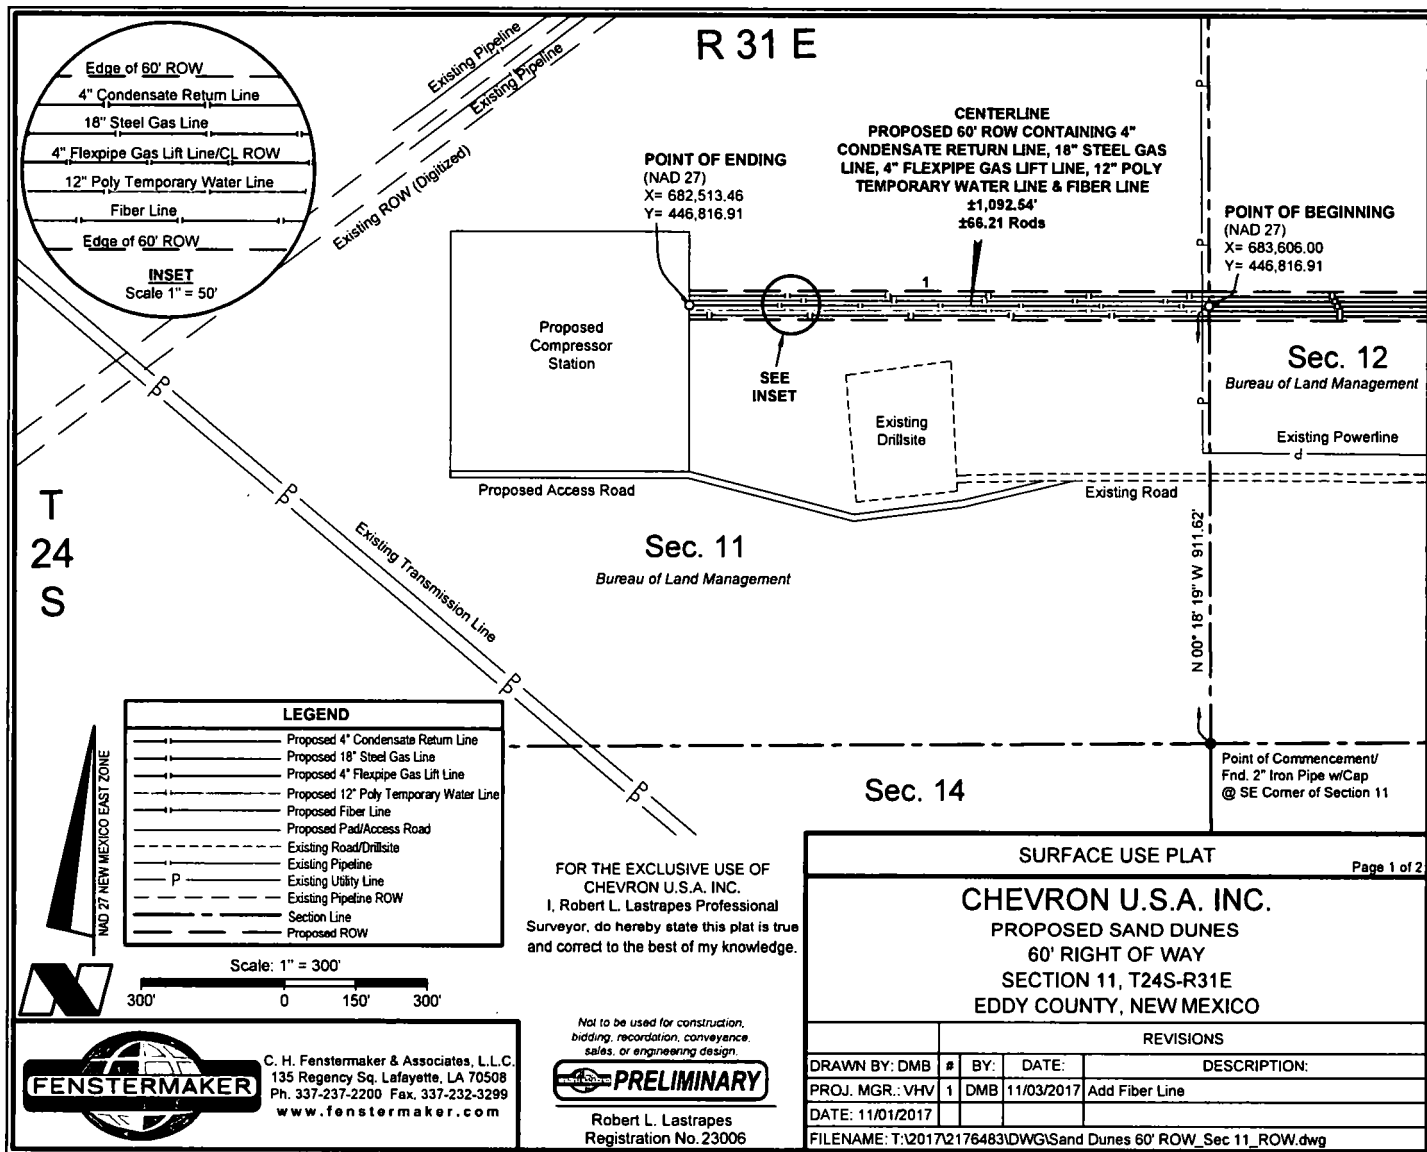 R 31 E
Edge of 60' ROW
4" Condensate Return Line
18" Steel Gas Line
4" Flexpipe Gas Lift Line/CL ROW
12" Poly Temporary Water Line
Fiber Line
Edge of 60' ROW
INSET
Scale 1" = 50'
Existing Pipeline
Existing Pipeline
Existing ROW (Digitized)
POINT OF ENDING
(NAD 27)
X= 682,513.46
Y= 446,816.91
CENTERLINE
PROPOSED 60' ROW CONTAINING 4"
CONDENSATE RETURN LINE, 18" STEEL GAS
LINE, 4" FLEXPIPE GAS LIFT LINE, 12" POLY
TEMPORARY WATER LINE & FIBER LINE
±1,092.54'
±66.21 Rods
POINT OF BEGINNING
(NAD 27)
X= 683,606.00
Y= 446,816.91
1
P
P
P
Proposed
Compressor
Station
SEE
INSET
Existing
Drillsite
Sec. 12
Bureau of Land Management
Existing Powerline
P
Proposed Access Road
Existing Road
T
24
S
P
P
P
P
Existing Transmission Line
P
P
P
P
Sec. 11
Bureau of Land Management
N 00° 18' 19" W 911.62'
Point of Commencement/
Fnd. 2" Iron Pipe w/Cap
@ SE Corner of Section 11
Sec. 14
LEGEND
Proposed 4" Condensate Return Line
Proposed 18" Steel Gas Line
Proposed 4" Flexpipe Gas Lift Line
Proposed 12" Poly Temporary Water Line
Proposed Fiber Line
Proposed Pad/Access Road
Existing Road/Drillsite
Existing Pipeline
P Existing Utility Line
Existing Pipeline ROW
Section Line
Proposed ROW
NAD 27 NEW MEXICO EAST ZONE
N
Scale: 1" = 300'
300' 0 150' 300'
FOR THE EXCLUSIVE USE OF
CHEVRON U.S.A. INC.
I, Robert L. Lastrapes Professional
Surveyor, do hereby state this plat is true
and correct to the best of my knowledge.
Not to be used for construction,
bidding, recordation, conveyance,
sales, or engineering design.
PRELIMINARY
Robert L. Lastrapes
Registration No. 23006
FENSTERMAKER
C. H. Fenstermaker & Associates, L.L.C.
135 Regency Sq. Lafayette, LA 70508
Ph. 337-237-2200 Fax. 337-232-3299
www.fenstermaker.com
SURFACE USE PLAT
Page 1 of 2
CHEVRON U.S.A. INC.
PROPOSED SAND DUNES
60' RIGHT OF WAY
SECTION 11, T24S-R31E
EDDY COUNTY, NEW MEXICO
REVISIONS
DRAWN BY: DMB # BY: DATE: DESCRIPTION:
PROJ. MGR.: VHV 1 DMB 11/03/2017 Add Fiber Line
DATE: 11/01/2017
FILENAME: T:\2017\2176483\DWG\Sand Dunes 60' ROW_Sec 11_ROW.dwg